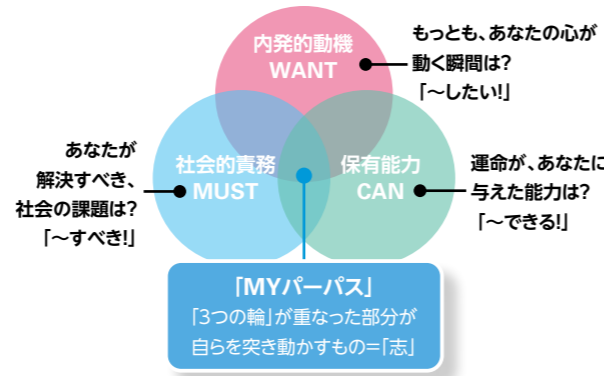 内発的動機
WANT
もっとも、あなたの心が
動く瞬間は?
「～したい!」
あなたが
解決すべき、
社会の課題は?
「～すべき!」
社会的責務
MUST
保有能力
CAN
運命が、あなたに
与えた能力は?
「～できる!」
「MYパーパス」
「3つの輪」が重なった部分が
自らを突き動かすもの=「志」